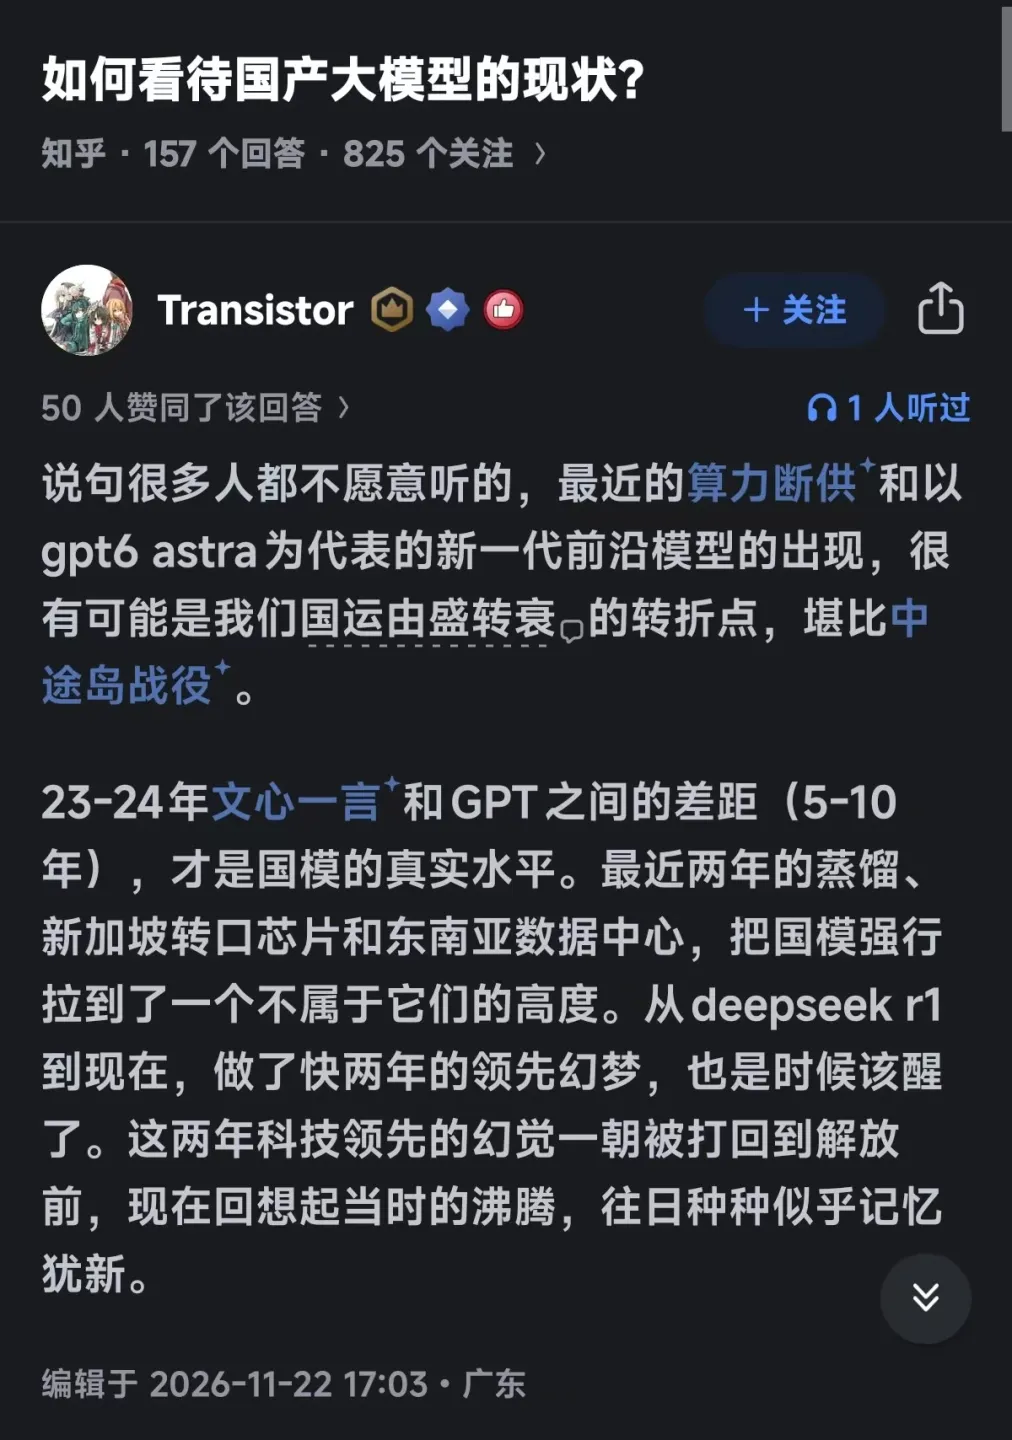 如何看待国产大模型的现状?
知乎 · 157 个回答 · 825 个关注 >
Transistor
+ 关注
50 人赞同了该回答 >
1 人听过
说句很多人都不愿意听的，最近的算力断供和以
gpt6 astra为代表的新一代前沿模型的出现，很
有可能是我们国运由盛转衰的转折点，堪比中
途岛战役。
23-24年文心一言和GPT之间的差距（5-10
年），才是国模的真实水平。最近两年的蒸馏、
新加坡转口芯片和东南亚数据中心，把国模强行
拉到了一个不属于它们的高度。从deepseek r1
到现在，做了快两年的领先幻梦，也是时候该醒
了。这两年科技领先的幻觉一朝被打回到解放
前，现在回想起当时的沸腾，往日种种似乎记忆
犹新。
编辑于 2026-11-22 17:03 · 广东